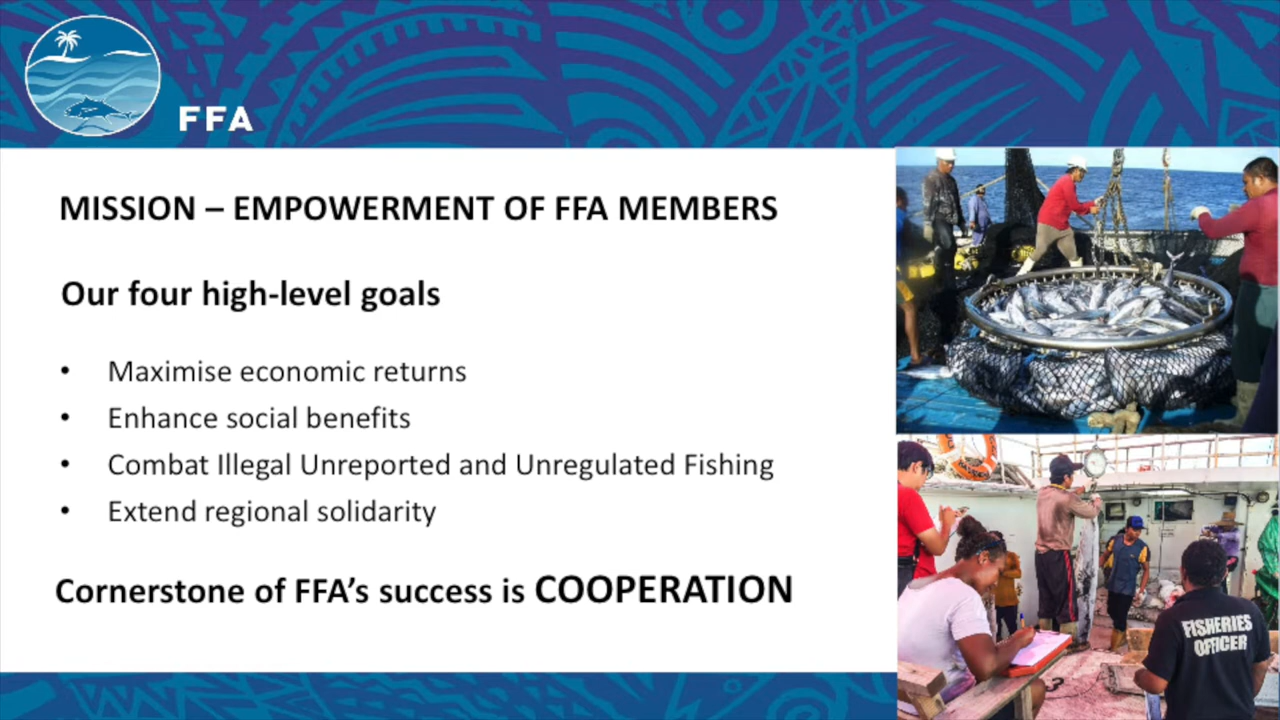 FFA
MISSION – EMPOWERMENT OF FFA MEMBERS
Our four high-level goals
• Maximise economic returns
• Enhance social benefits
• Combat Illegal Unreported and Unregulated Fishing
• Extend regional solidarity
Cornerstone of FFA’s success is COOPERATION
FISHERIES
OFFICER